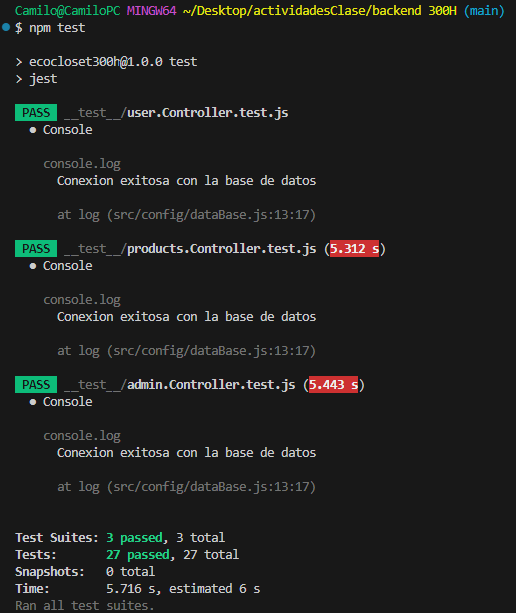 Camilo@CamiloPC MINGW64 ~/Desktop/actividadesClase/backend 300H (main)
$ npm test
> ecocloset300h@1.0.0 test
> jest
PASS __test__/user.Controller.test.js
● Console
console.log
Conexion exitosa con la base de datos
at log (src/config/dataBase.js:13:17)
PASS __test__/products.Controller.test.js (5.312 s)
● Console
console.log
Conexion exitosa con la base de datos
at log (src/config/dataBase.js:13:17)
PASS __test__/admin.Controller.test.js (5.443 s)
● Console
console.log
Conexion exitosa con la base de datos
at log (src/config/dataBase.js:13:17)
Test Suites: 3 passed, 3 total
Tests: 27 passed, 27 total
Snapshots: 0 total
Time: 5.716 s, estimated 6 s
Ran all test suites.